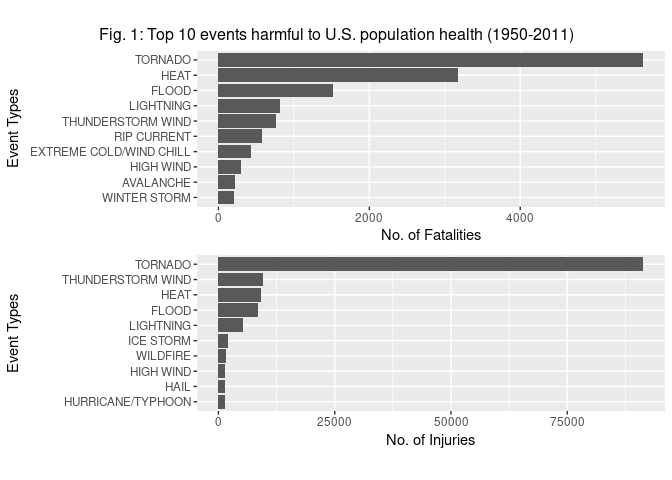 Fig. 1: Top 10 events harmful to U.S. population health (1950-2011)
Event Types
TORNADO
HEAT
FLOOD
LIGHTNING
THUNDERSTORM WIND
RIP CURRENT
EXTREME COLD/WIND CHILL
HIGH WIND
AVALANCHE
WINTER STORM
0 2000 4000
No. of Fatalities
Event Types
TORNADO
THUNDERSTORM WIND
HEAT
FLOOD
LIGHTNING
ICE STORM
WILDFIRE
HIGH WIND
HAIL
HURRICANE/TYPHOON
0 25000 50000 75000
No. of Injuries